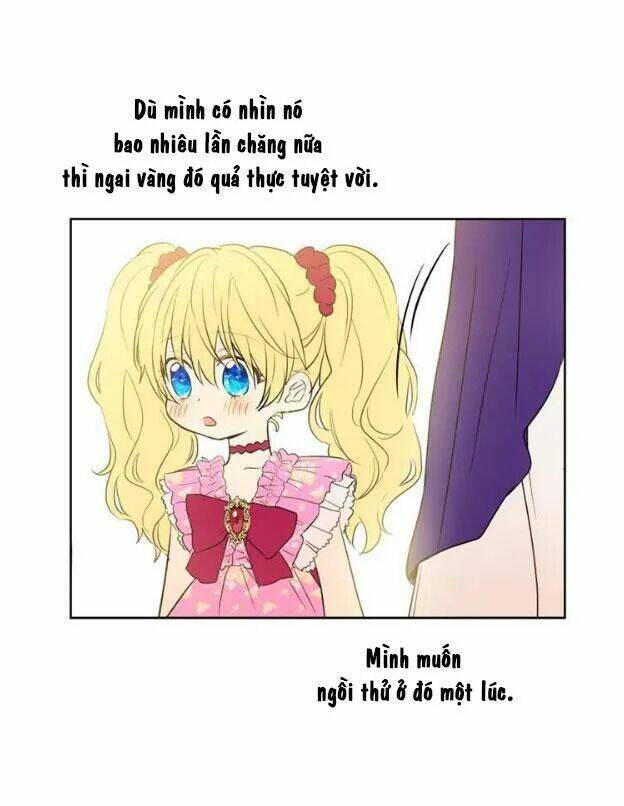 Dù mình có nhìn nó
bao nhiêu lần chăng nữa
thì ngai vàng đó quả thực tuyệt vời.
Mình muốn
ngồi thử ở đó một lúc.